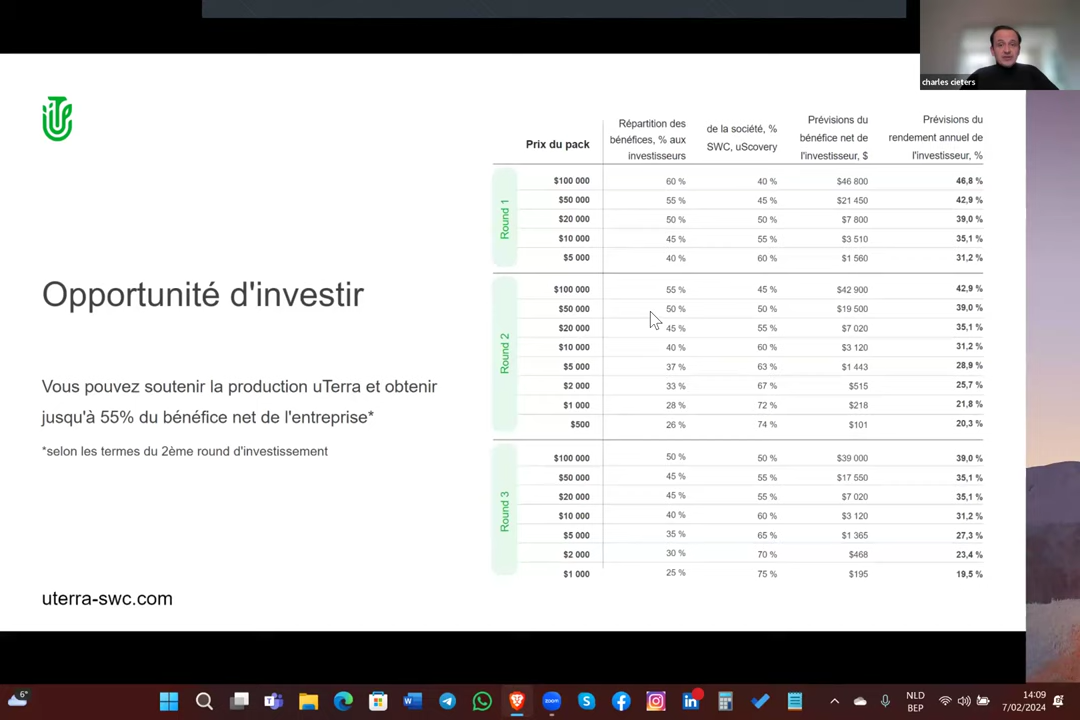 charles cieters
Opportunité d'investir
Vous pouvez soutenir la production uTerra et obtenir
jusqu'à 55% du bénéfice net de l'entreprise*
*selon les termes du 2ème round d'investissement
uterra-swc.com
Prix du pack
Répartition des
bénéfices, % aux
investisseurs
de la société, %
SWC, uScovery
Prévisions du
bénéfice net de
l'investisseur, $
Prévisions du
rendement annuel de
l'investisseur, %
Round 1
$100 000 60 % 40 % $46 800 46,8 %
$50 000 55 % 45 % $21 450 42,9 %
$20 000 50 % 50 % $7 800 39,0 %
$10 000 45 % 55 % $3 510 35,1 %
$5 000 40 % 60 % $1 560 31,2 %
Round 2
$100 000 55 % 45 % $42 900 42,9 %
$50 000 50 % 50 % $19 500 39,0 %
$20 000 45 % 55 % $7 020 35,1 %
$10 000 40 % 60 % $3 120 31,2 %
$5 000 37 % 63 % $1 443 28,9 %
$2 000 33 % 67 % $515 25,7 %
$1 000 28 % 72 % $218 21,8 %
$500 26 % 74 % $101 20,3 %
Round 3
$100 000 50 % 50 % $39 000 39,0 %
$50 000 45 % 55 % $17 550 35,1 %
$20 000 45 % 55 % $7 020 35,1 %
$10 000 40 % 60 % $3 120 31,2 %
$5 000 35 % 65 % $1 365 27,3 %
$2 000 30 % 70 % $468 23,4 %
$1 000 25 % 75 % $195 19,5 %
6°
zoom
NLD
BEP
14:09
7/02/2024